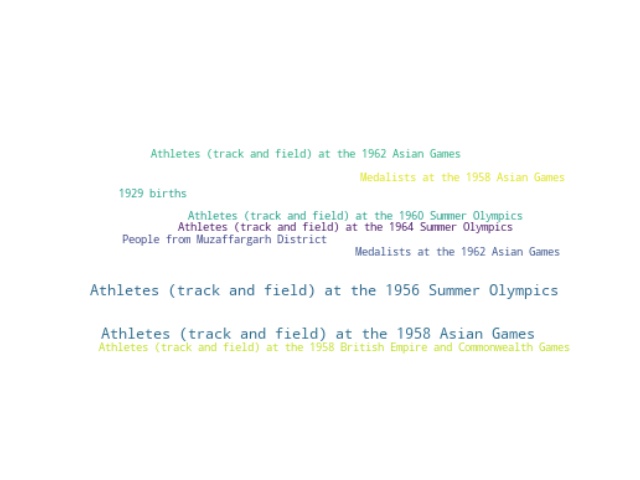 Athletes (track and field) at the 1962 Asian Games
Medalists at the 1958 Asian Games
1929 births
Athletes (track and field) at the 1960 Summer Olympics
Athletes (track and field) at the 1964 Summer Olympics
People from Muzaffargarh District
Medalists at the 1962 Asian Games
Athletes (track and field) at the 1956 Summer Olympics
Athletes (track and field) at the 1958 Asian Games
Athletes (track and field) at the 1958 British Empire and Commonwealth Games